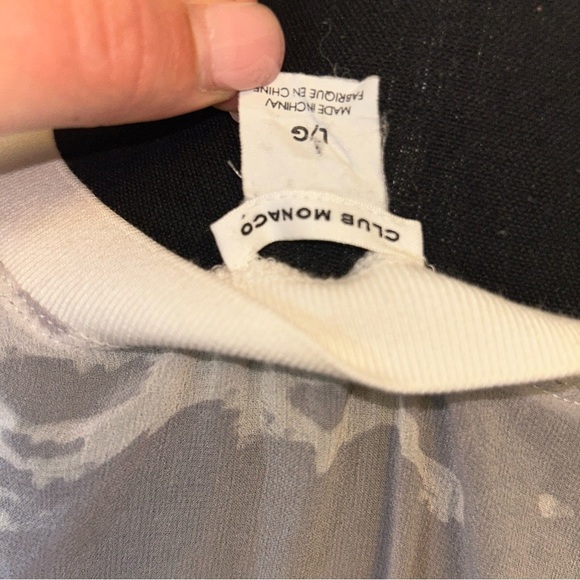 CLUB MONACO
L/G
MADE IN CHINA/
FABRIQUE EN CHINE